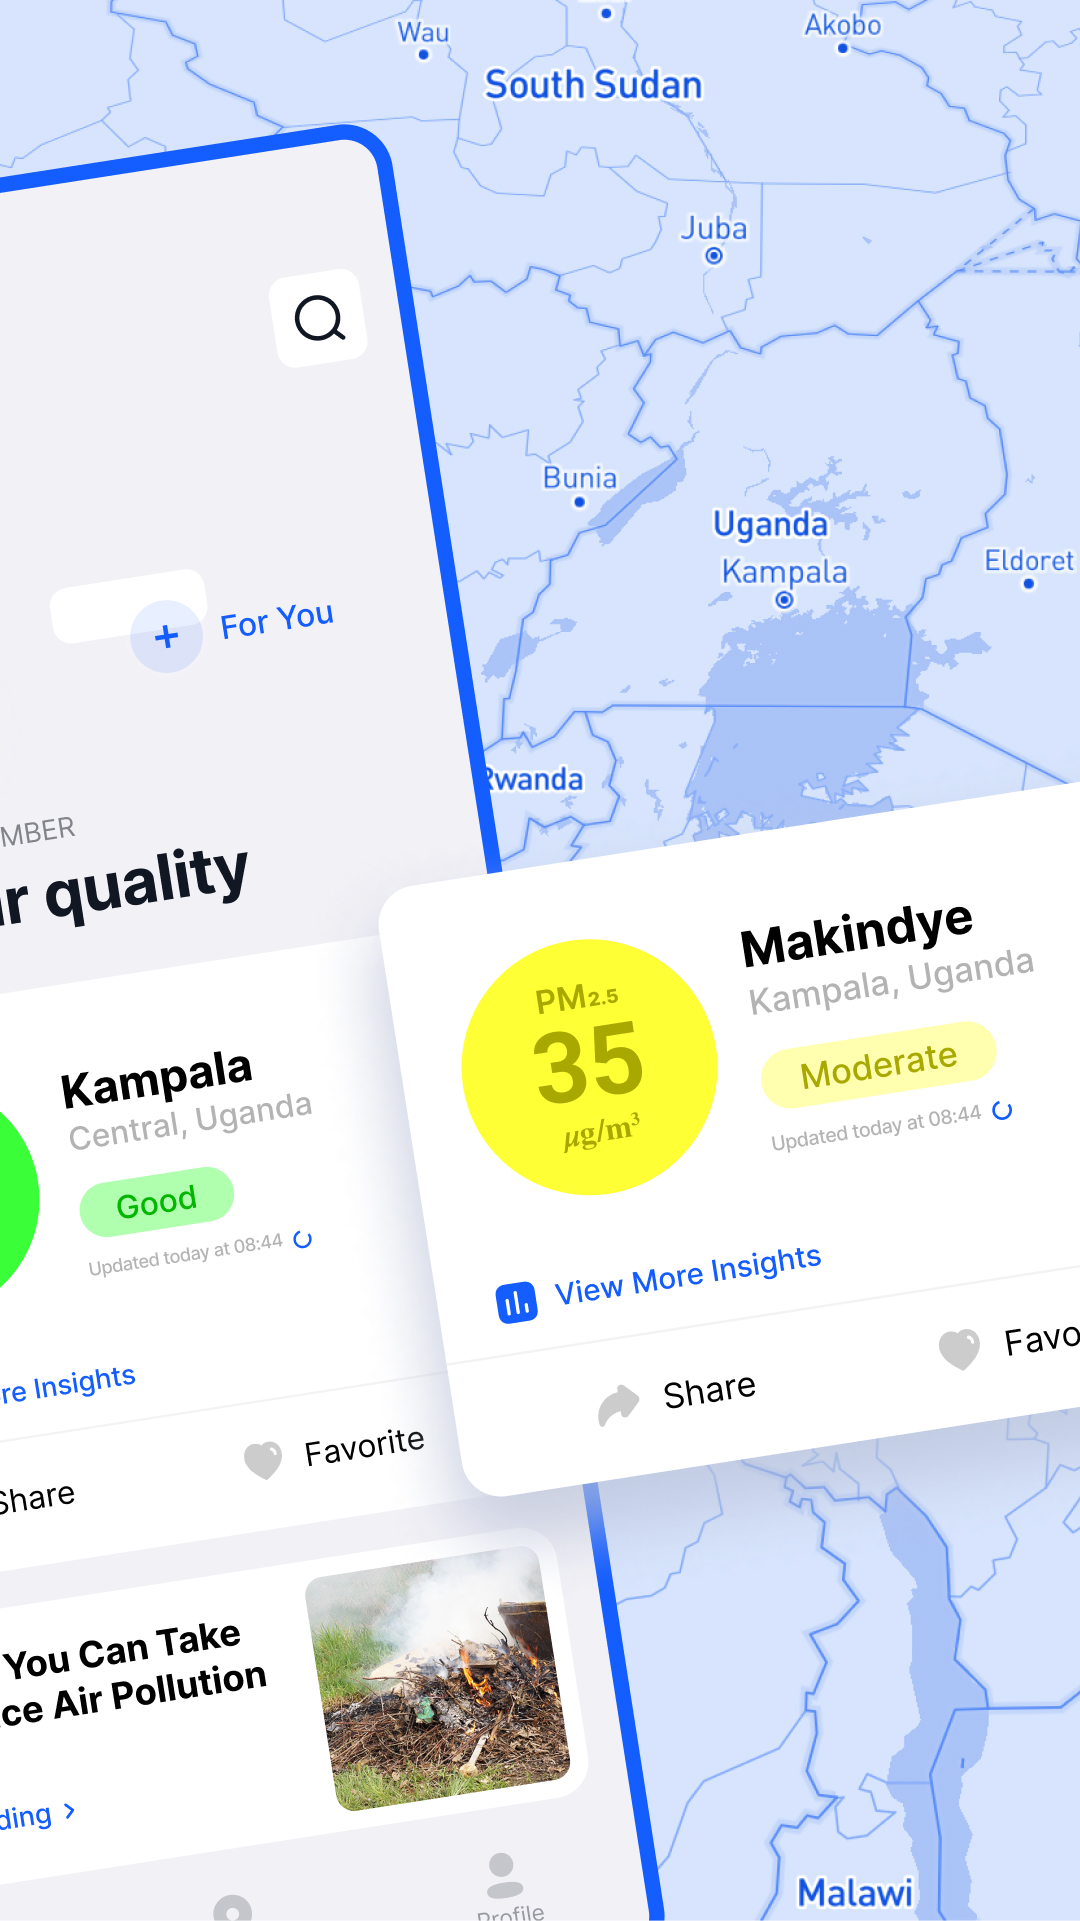 Wau
Akobo
South Sudan
Juba
Bunia
Uganda
Kampala
Eldoret
Rwanda
+ For You
MBER
r quality
Makindye
Kampala, Uganda
PM2.5
35
μg/m³
Moderate
Updated today at 08:44
View More Insights
Share
Favo
Kampala
Central, Uganda
Good
Updated today at 08:44
re Insights
Share
Favorite
You Can Take
ce Air Pollution
ding >
Profile
Malawi